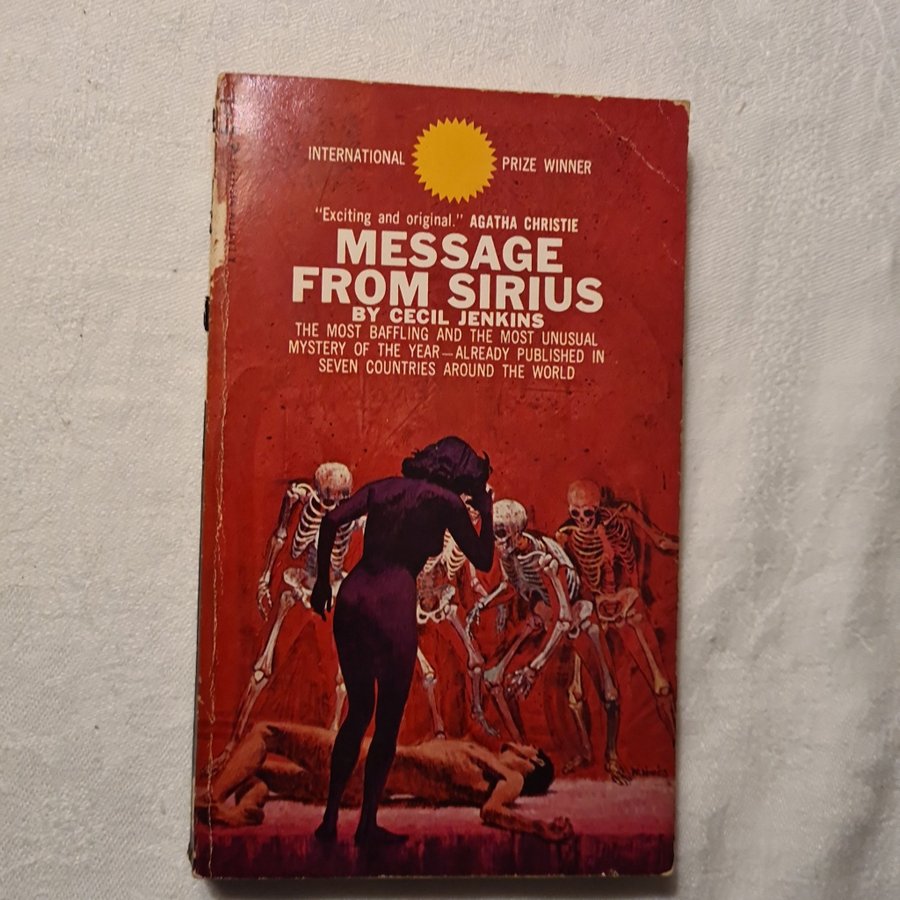 INTERNATIONAL PRIZE WINNER
"Exciting and original." AGATHA CHRISTIE
MESSAGE
FROM SIRIUS
BY CECIL JENKINS
THE MOST BAFFLING AND THE MOST UNUSUAL
MYSTERY OF THE YEAR—ALREADY PUBLISHED IN
SEVEN COUNTRIES AROUND THE WORLD